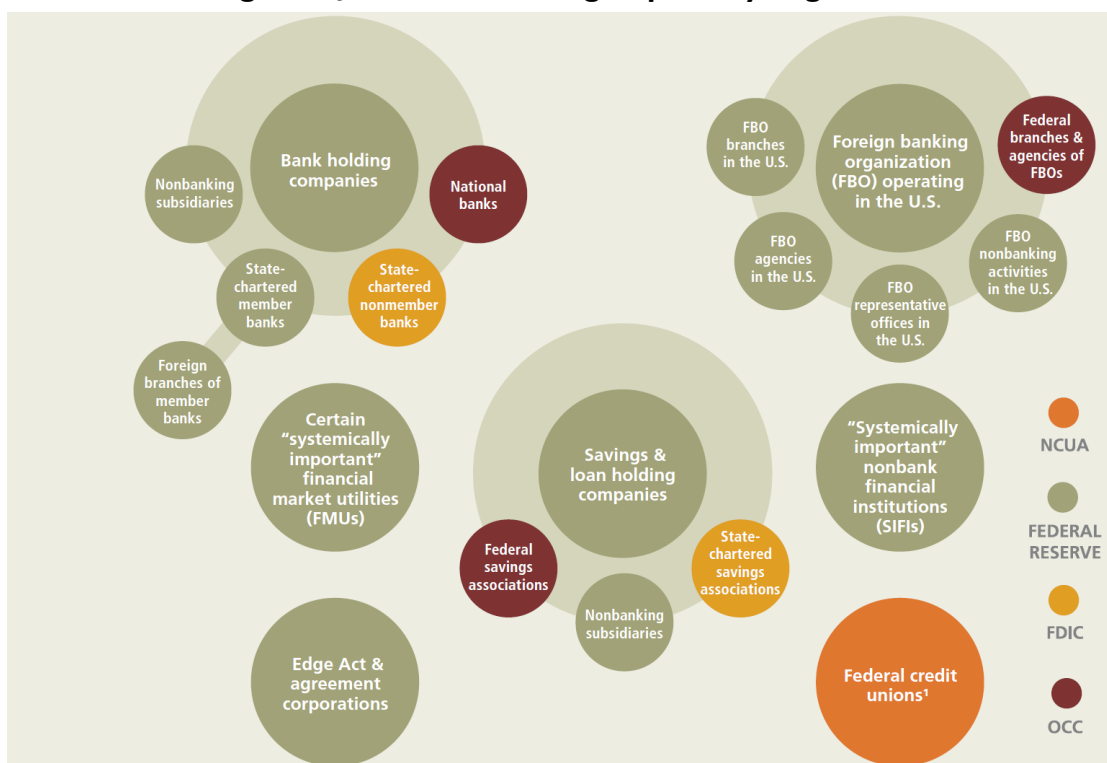 Bank holding
companies
Nonbanking
subsidiaries
National
banks
State-
chartered
member
banks
State-
chartered
nonmember
banks
Foreign
branches of
member
banks
Foreign banking
organization
(FBO) operating
in the U.S.
FBO
branches
in the U.S.
Federal
branches &
agencies of
FBOs
FBO
agencies
in the U.S.
FBO
nonbanking
activities
in the U.S.
FBO
representative
offices in
the U.S.
Certain
“systemically
important”
financial
market utilities
(FMUs)
Savings &
loan holding
companies
Federal
savings
associations
State-
chartered
savings
associations
Nonbanking
subsidiaries
“Systemically
important”
nonbank
financial
institutions
(SIFIs)
Edge Act &
agreement
corporations
Federal credit
unions¹
NCUA
FEDERAL
RESERVE
FDIC
OCC